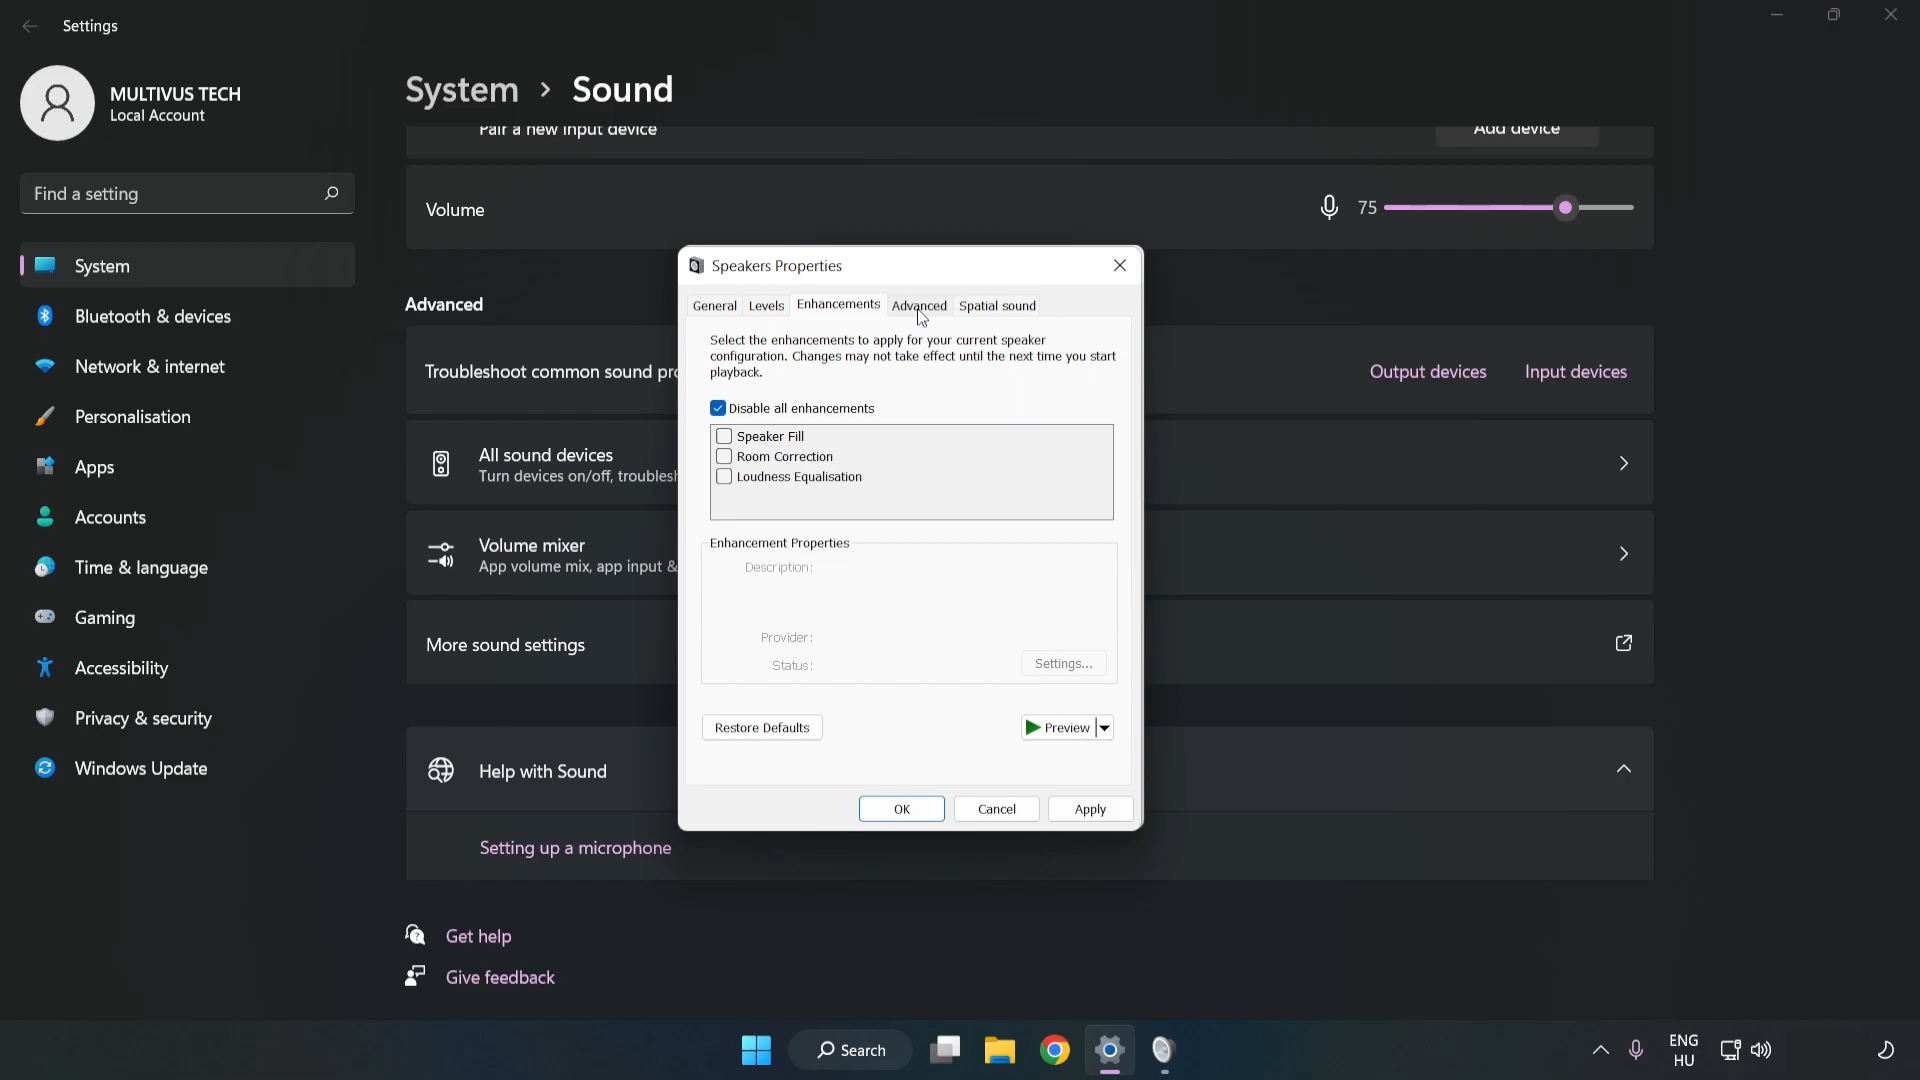 Settings
MULTIVUS TECH
Local Account
Find a setting
System
Bluetooth & devices
Network & internet
Personalisation
Apps
Accounts
Time & language
Gaming
Accessibility
Privacy & security
Windows Update
System > Sound
Pair a new input device
Add device
Volume
75
Advanced
Troubleshoot common sound pro
Output devices
Input devices
All sound devices
Turn devices on/off, troublesh
Volume mixer
App volume mix, app input &
More sound settings
Help with Sound
Setting up a microphone
Get help
Give feedback
Speakers Properties
General Levels Enhancements Advanced Spatial sound
Select the enhancements to apply for your current speaker
configuration. Changes may not take effect until the next time you start
playback.
Disable all enhancements
Speaker Fill
Room Correction
Loudness Equalisation
Enhancement Properties
Description:
Provider:
Status:
Settings...
Restore Defaults
Preview
OK
Cancel
Apply
Search
ENG
HU